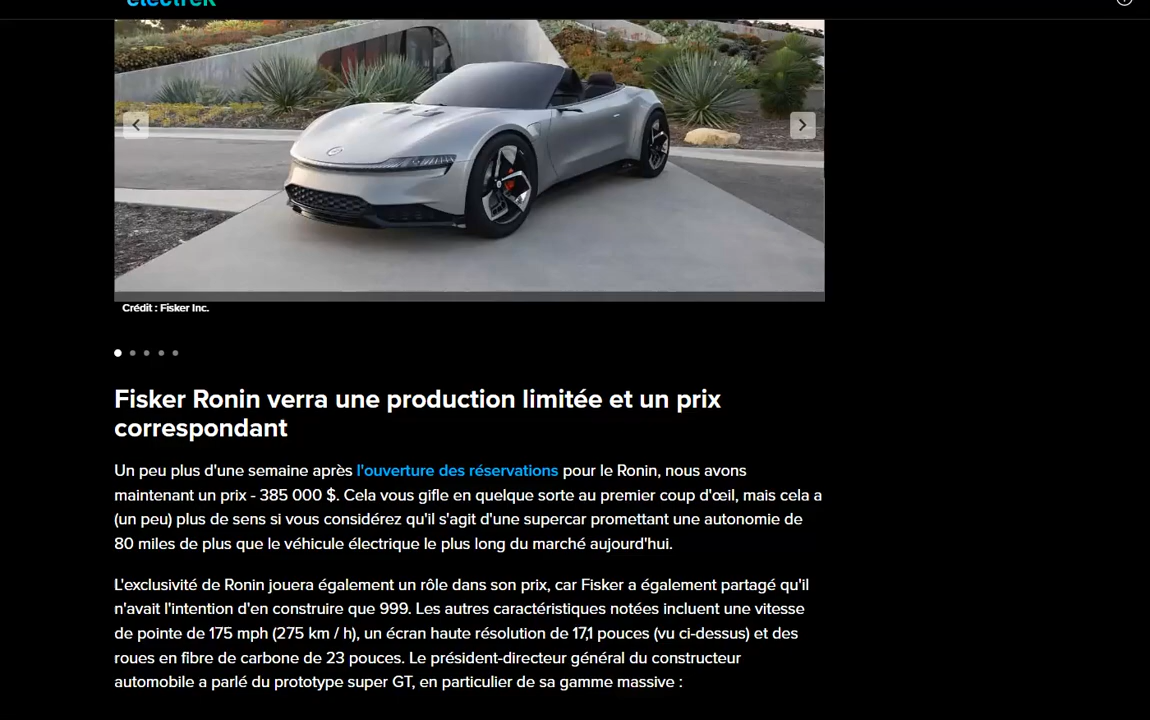 electrek
Crédit : Fisker Inc.
Fisker Ronin verra une production limitée et un prix
correspondant
Un peu plus d'une semaine après l'ouverture des réservations pour le Ronin, nous avons
maintenant un prix - 385 000 $. Cela vous gifle en quelque sorte au premier coup d'œil, mais cela a
(un peu) plus de sens si vous considérez qu'il s'agit d'une supercar promettant une autonomie de
80 miles de plus que le véhicule électrique le plus long du marché aujourd'hui.
L'exclusivité de Ronin jouera également un rôle dans son prix, car Fisker a également partagé qu'il
n'avait l'intention d'en construire que 999. Les autres caractéristiques notées incluent une vitesse
de pointe de 175 mph (275 km / h), un écran haute résolution de 17,1 pouces (vu ci-dessus) et des
roues en fibre de carbone de 23 pouces. Le président-directeur général du constructeur
automobile a parlé du prototype super GT, en particulier de sa gamme massive :